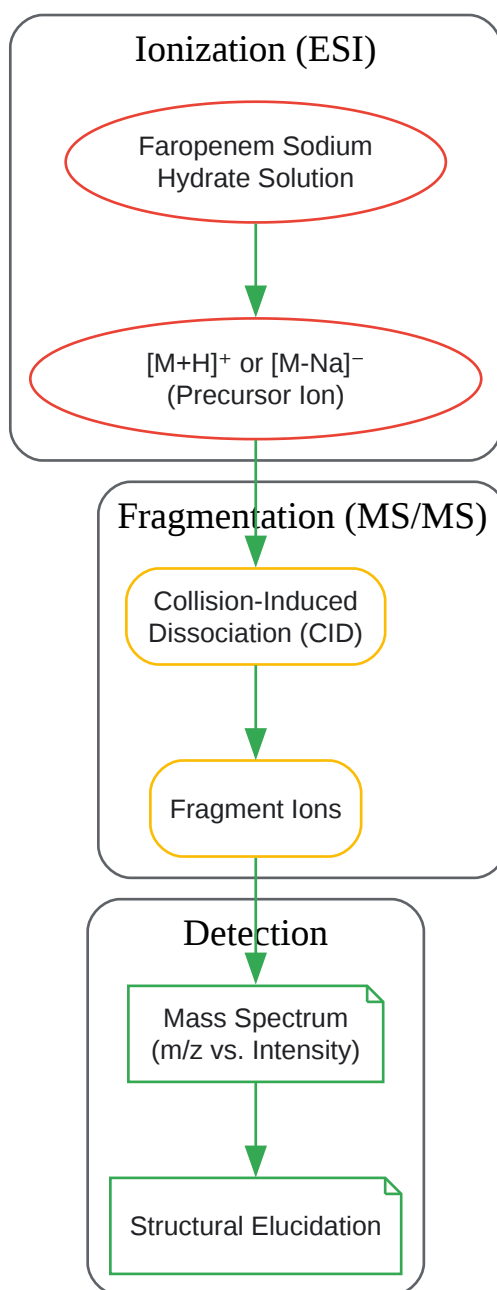 Ionization (ESI)
Faropenem Sodium
Hydrate Solution
[M+H]⁺ or [M-Na]⁻
(Precursor Ion)
Fragmentation (MS/MS)
Collision-Induced
Dissociation (CID)
Fragment Ions
Detection
Mass Spectrum
(m/z vs. Intensity)
Structural Elucidation